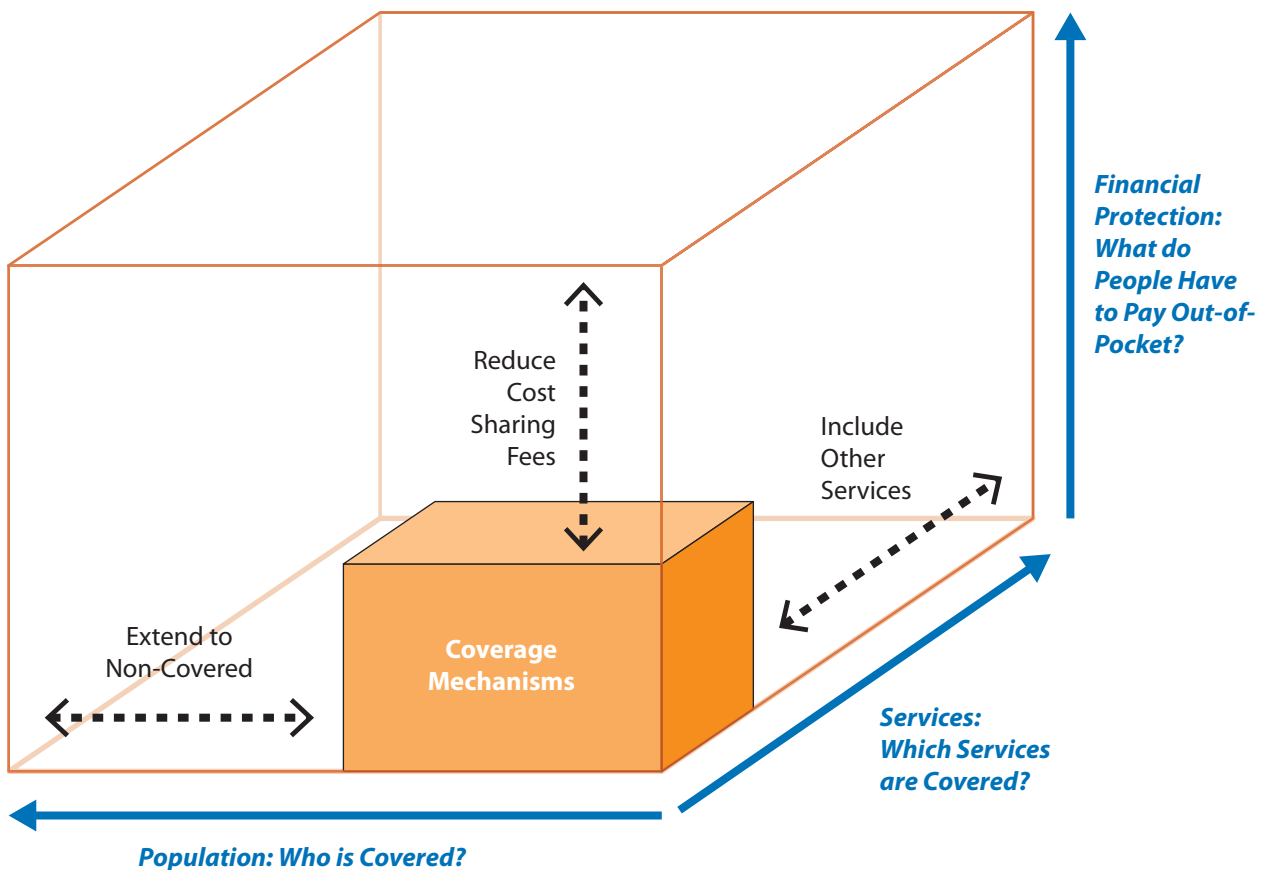 Financial
Protection:
What do
People Have
to Pay Out-of-
Pocket?
Reduce
Cost
Sharing
Fees
Include
Other
Services
Extend to
Non-Covered
Coverage
Mechanisms
Services:
Which Services
are Covered?
Population: Who is Covered?